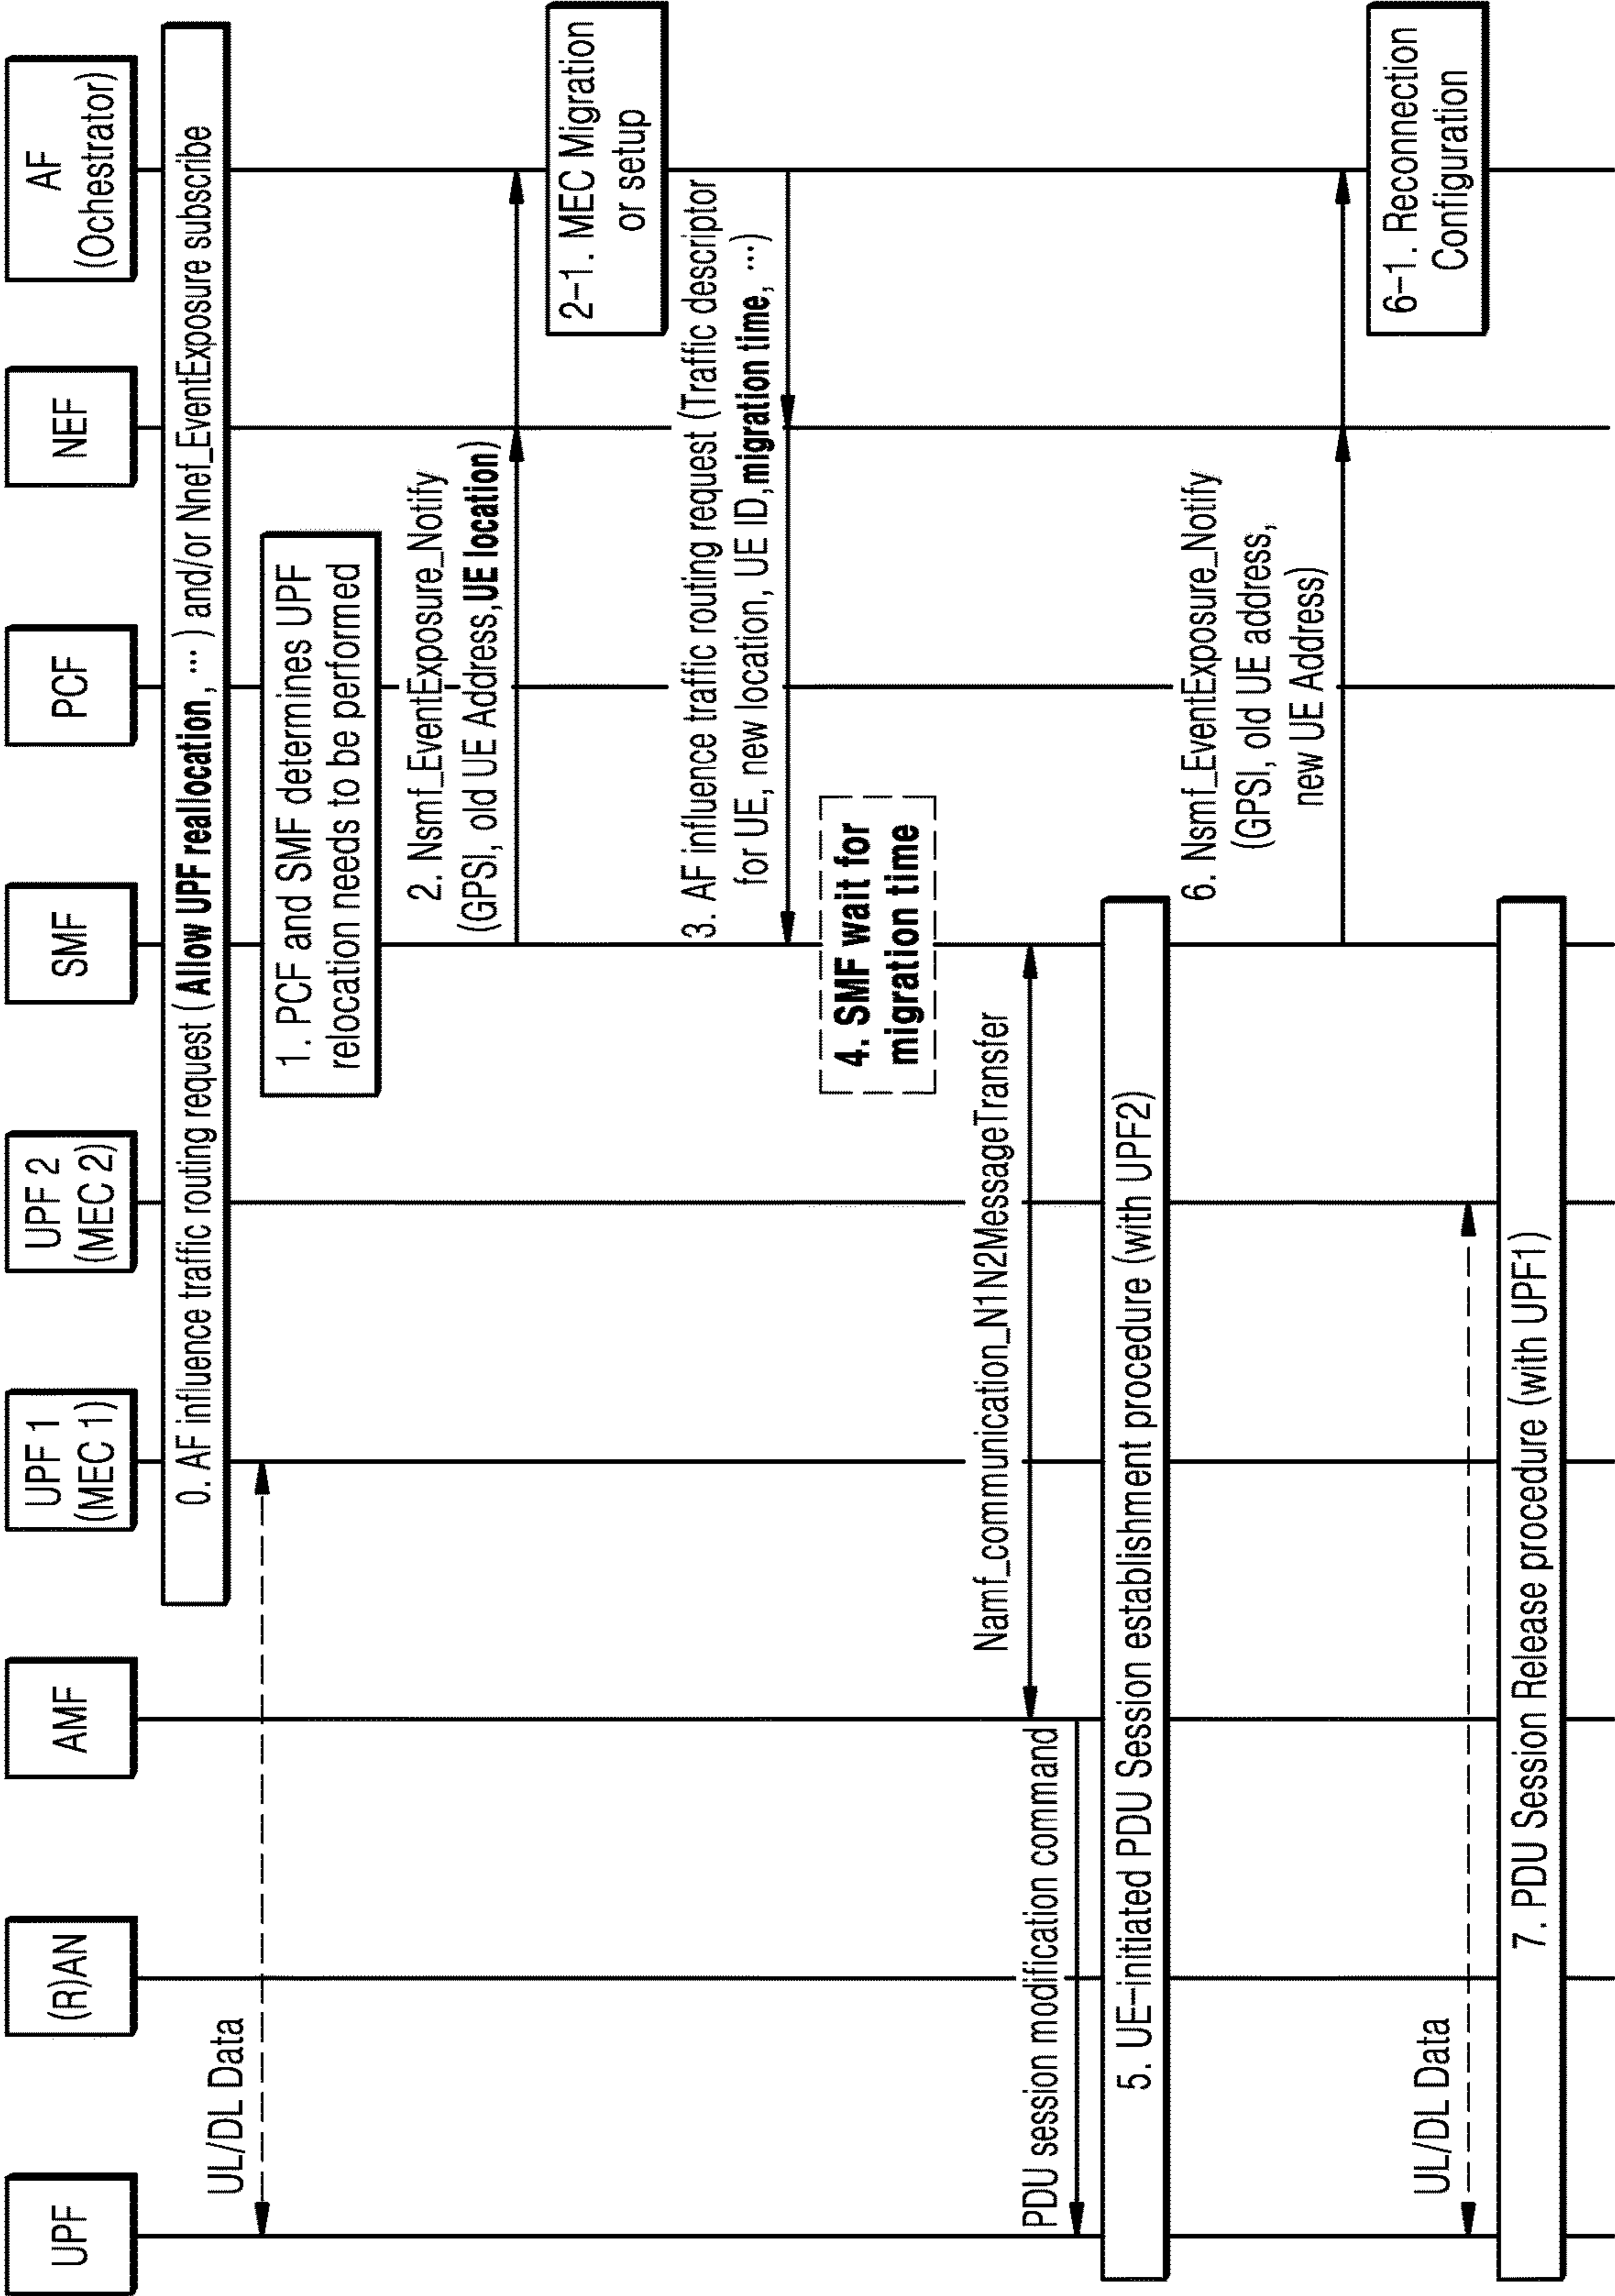 UPF
(R)AN
AMF
UPF 1
(MEC 1)
UPF 2
(MEC 2)
SMF
PCF
NEF
AF
(Ochestrator)
0. AF influence traffic routing request (Allow UPF reallocation, ⋯ ) and/or Nnef_EventExposure subscribe
UL/DL Data
1. PCF and SMF determines UPF
relocation needs to be performed
2. Nsmf_EventExposure_Notify
(GPSI, old UE Address, UE location)
2-1. MEC Migration
or setup
3. AF influence traffic routing request (Traffic descriptor
for UE, new location, UE ID, migration time, ⋯)
4. SMF wait for
migration time
Namf_communication_N1N2MessageTransfer
PDU session modification command
5. UE-initiated PDU Session establishment procedure (with UPF2)
6. Nsmf_EventExposure_Notify
(GPSI, old UE address,
new UE Address)
6-1. Reconnection
Configuration
UL/DL Data
7. PDU Session Release procedure (with UPF1)